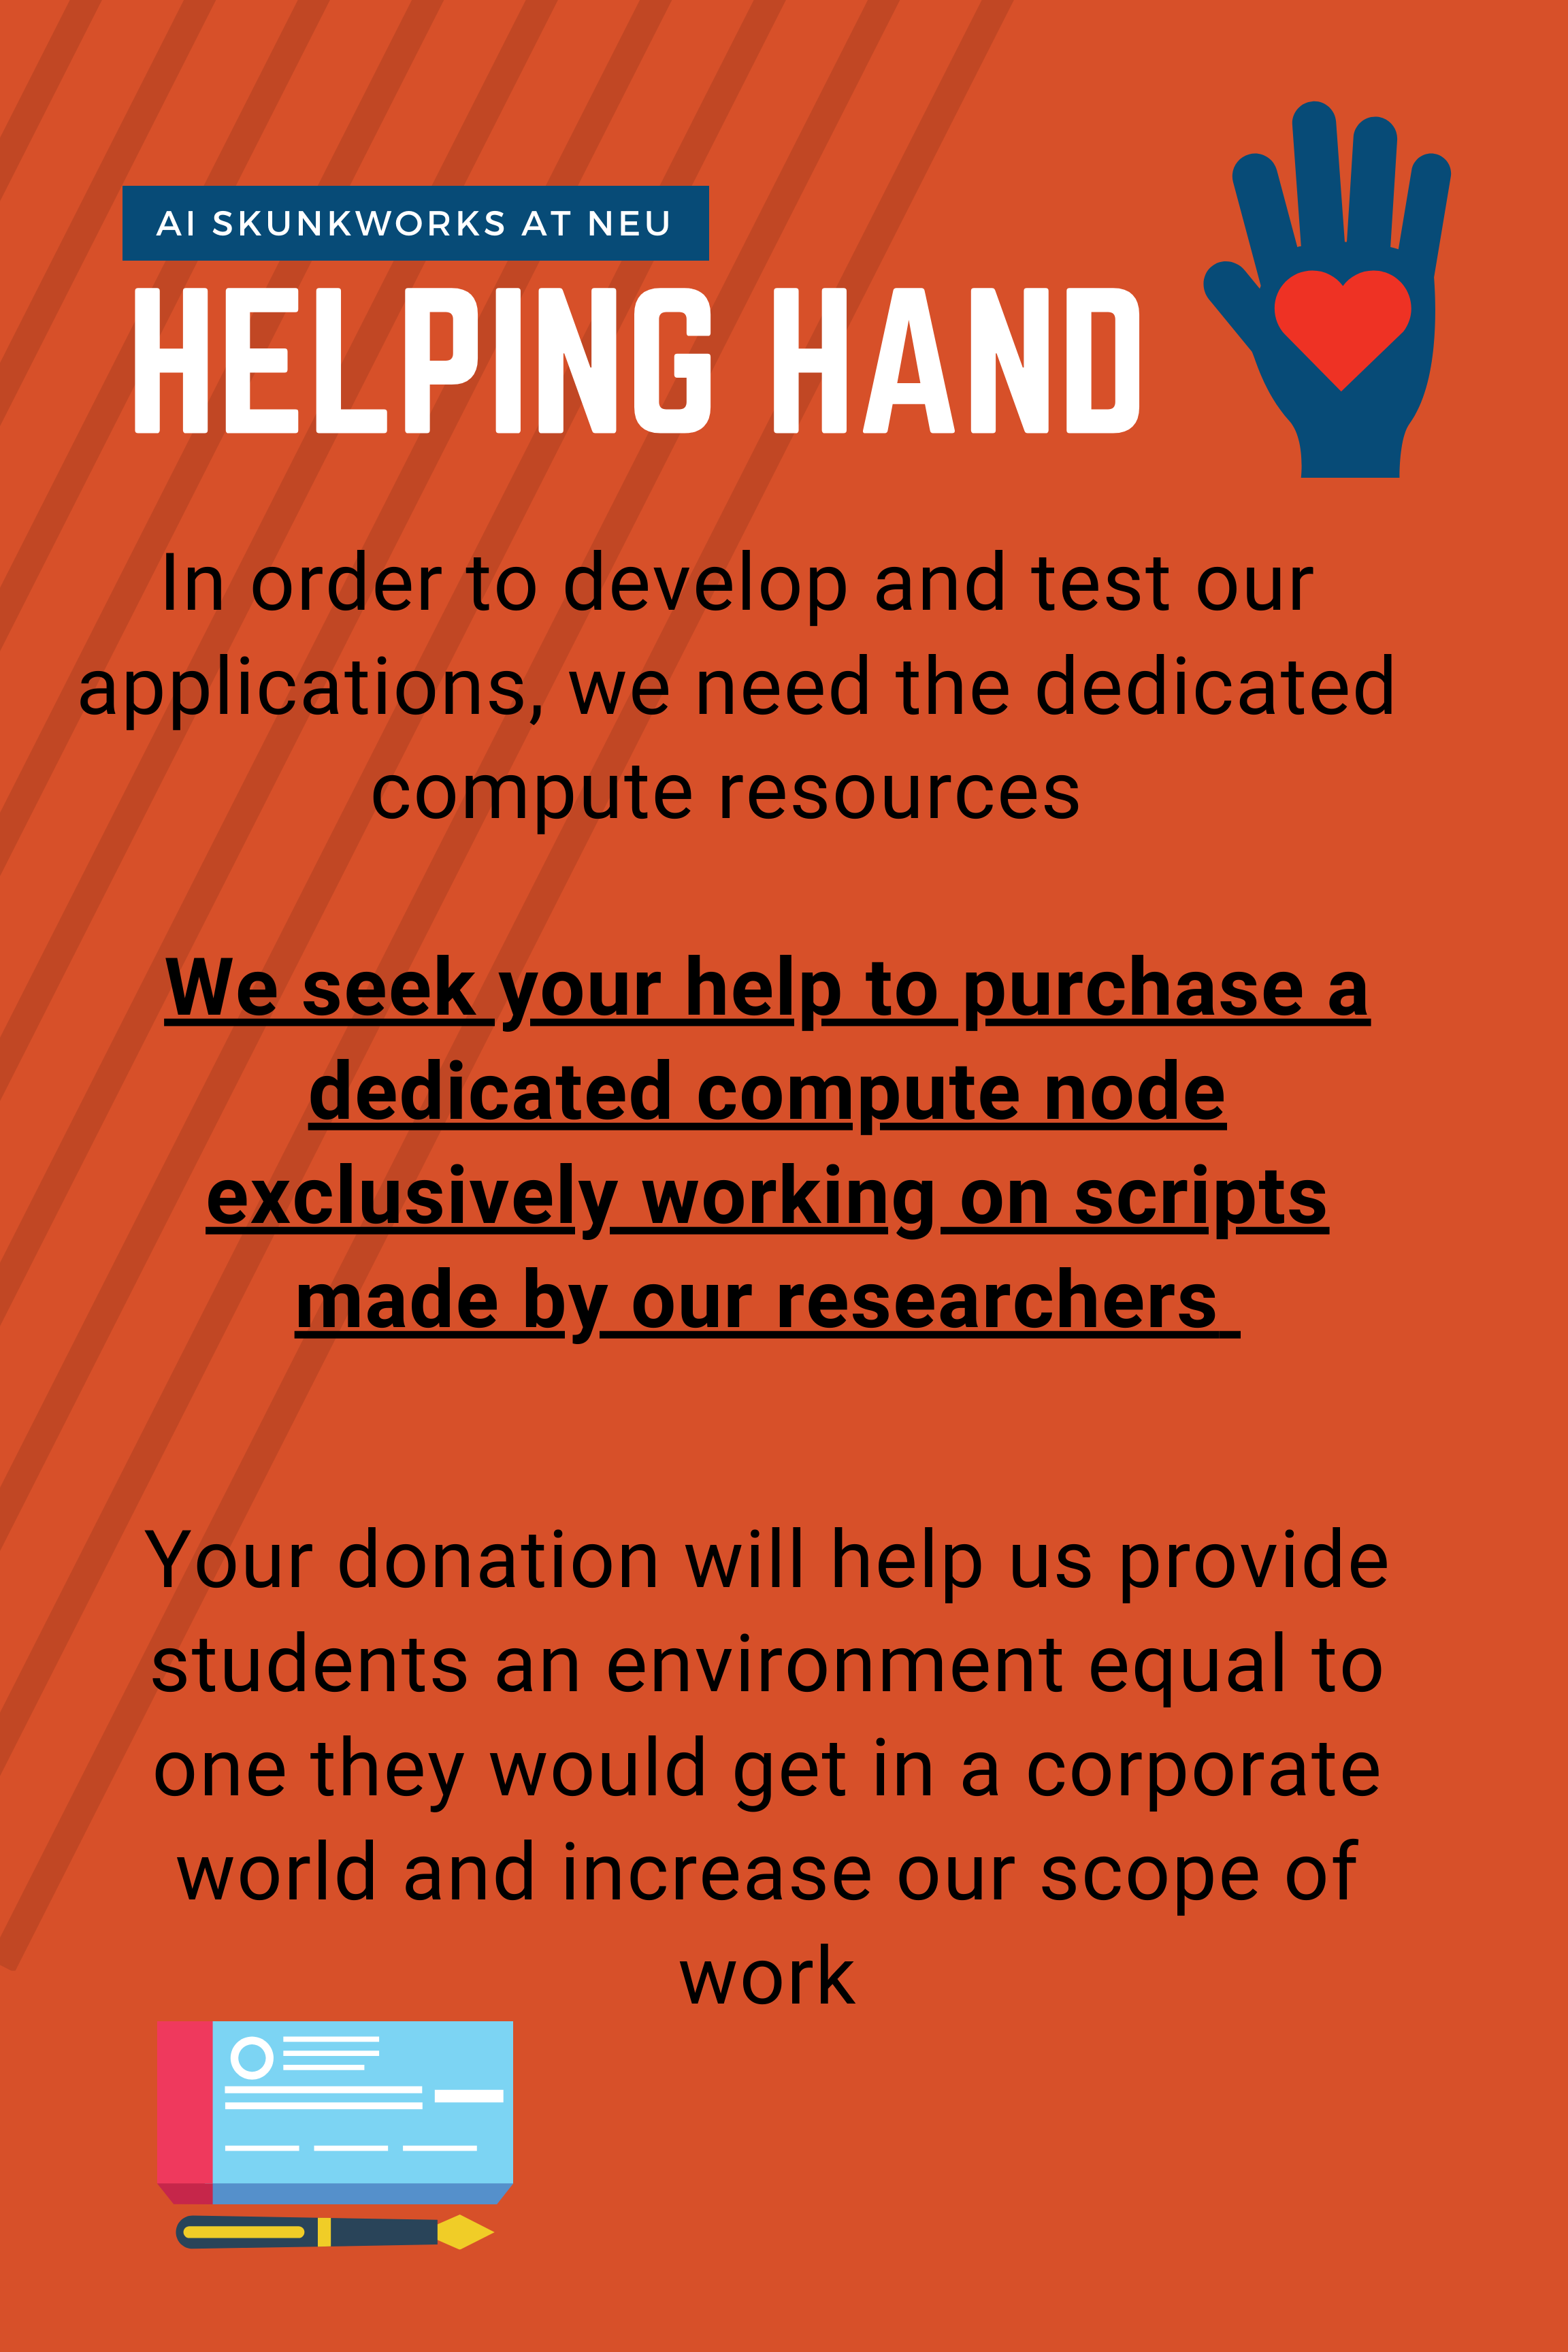 AI SKUNKWORKS AT NEU
HELPING HAND
In order to develop and test our
applications, we need the dedicated
compute resources
We seek your help to purchase a
dedicated compute node
exclusively working on scripts
made by our researchers
Your donation will help us provide
students an environment equal to
one they would get in a corporate
world and increase our scope of
work